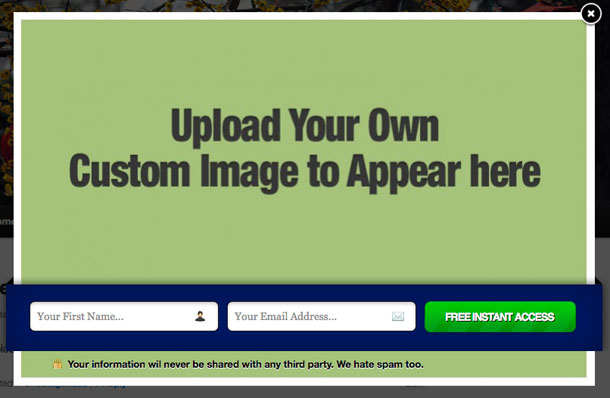 Upload Your Own
Custom Image to Appear here
Your First Name...
Your Email Address...
FREE INSTANT ACCESS
Your information wil never be shared with any third party. We hate spam too.